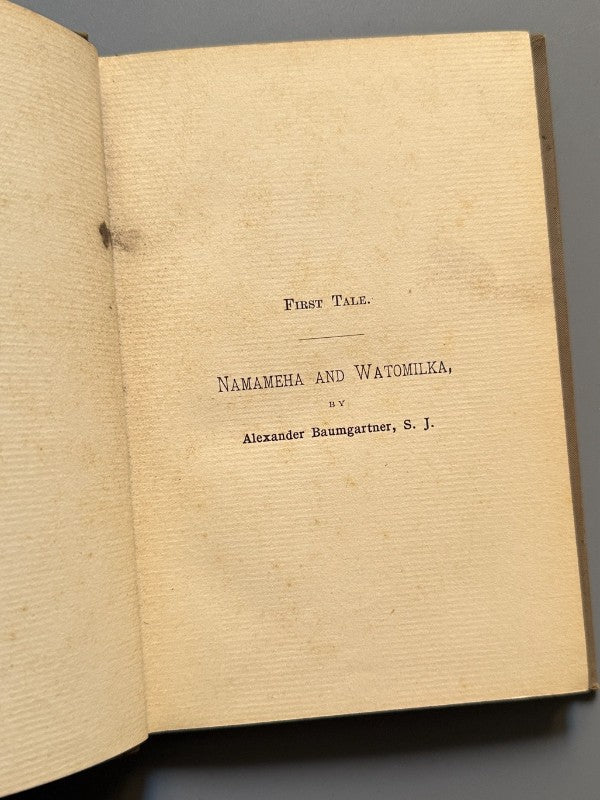 First Tale.
Namameha and Watomilka,
BY
Alexander Baumgartner, S. J.